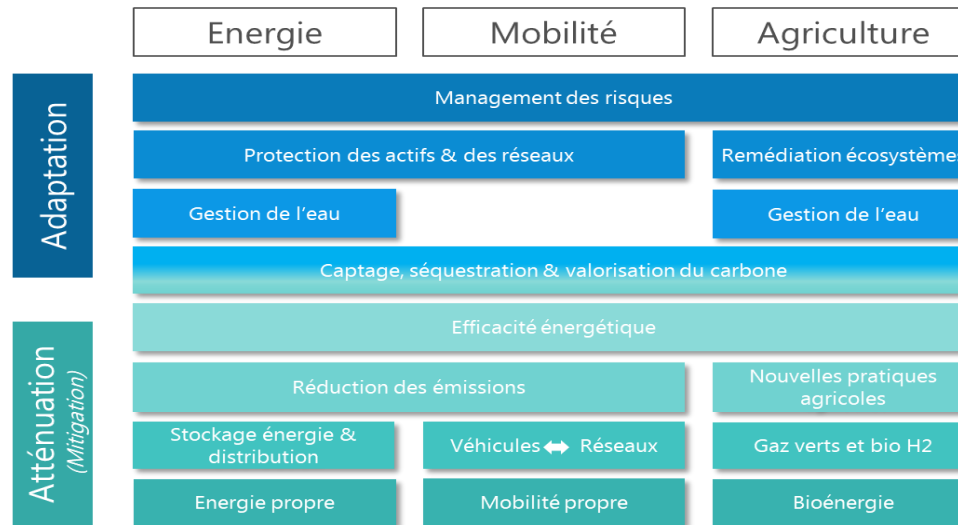 Energie
Mobilité
Agriculture
Adaptation
Management des risques
Protection des actifs & des réseaux
Remédiation écosystèmes
Gestion de l'eau
Gestion de l'eau
Captage, séquestration & valorisation du carbone
Atténuation
(Mitigation)
Efficacité énergétique
Réduction des émissions
Nouvelles pratiques
agricoles
Stockage énergie &
distribution
Véhicules ⬌ Réseaux
Gaz verts et bio H2
Energie propre
Mobilité propre
Bioénergie